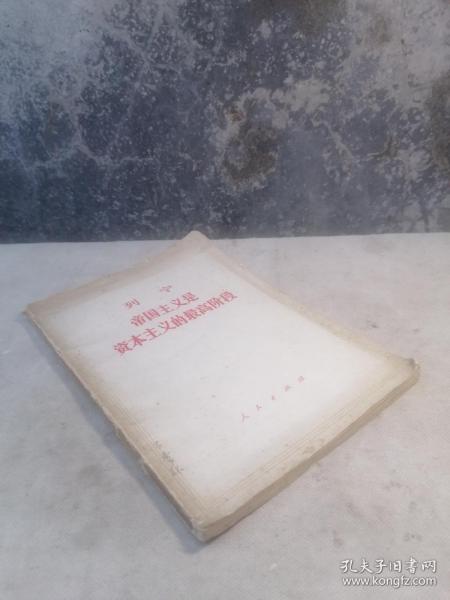 列宁
帝国主义是
资本主义的最高阶段
人民出版社
孔夫子旧书网
www.kongfz.com